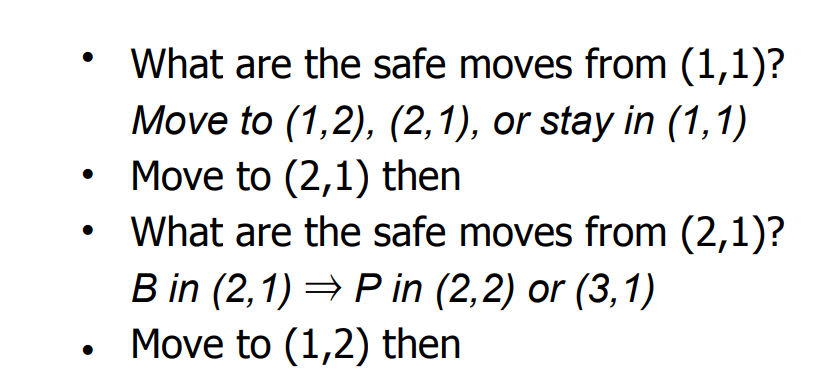 • What are the safe moves from (1,1)?
Move to (1,2), (2,1), or stay in (1,1)
• Move to (2,1) then
• What are the safe moves from (2,1)?
B in (2,1) ⇒ P in (2,2) or (3,1)
• Move to (1,2) then